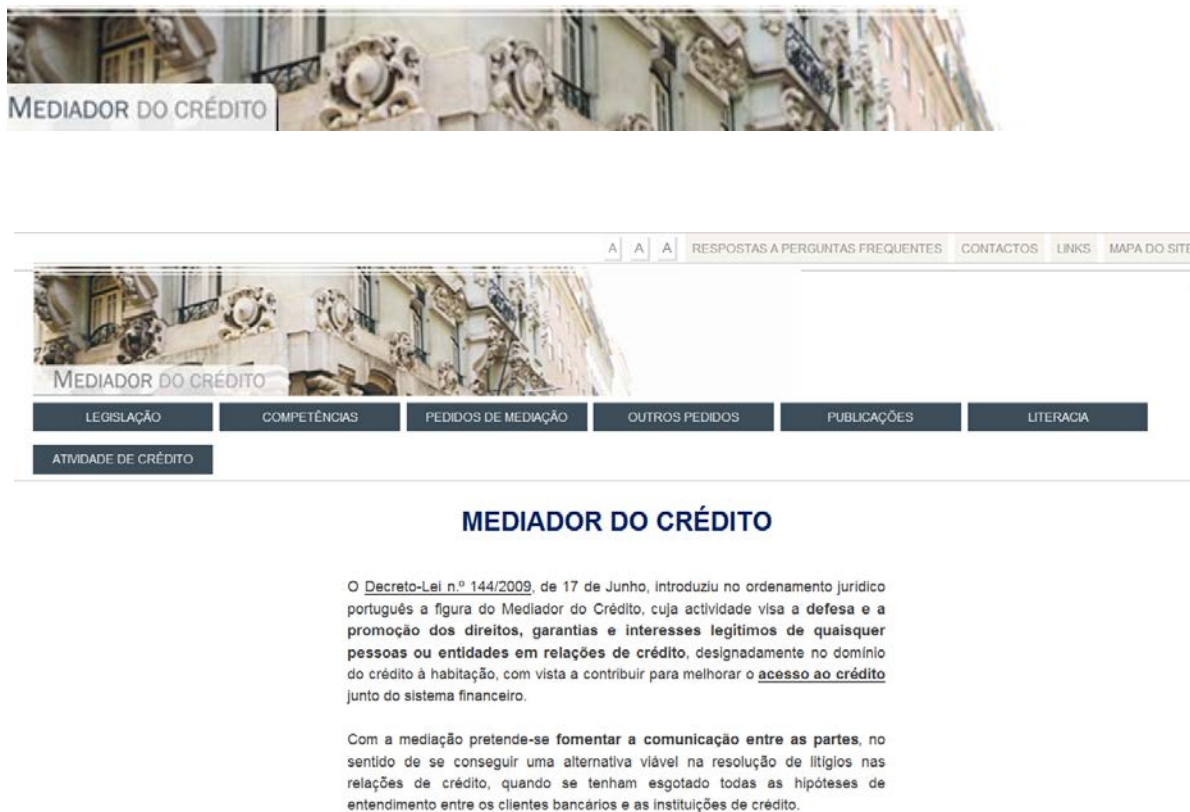 MEDIADOR DO CRÉDITO
A A A RESPOSTAS A PERGUNTAS FREQUENTES CONTACTOS LINKS MAPA DO SITE
MEDIADOR DO CRÉDITO
LEGISLAÇÃO COMPETÊNCIAS PEDIDOS DE MEDIAÇÃO OUTROS PEDIDOS PUBLICAÇÕES LITERACIA
ATIVIDADE DE CRÉDITO
MEDIADOR DO CRÉDITO
O Decreto-Lei n.º 144/2009, de 17 de Junho, introduziu no ordenamento jurídico
português a figura do Mediador do Crédito, cuja actividade visa a defesa e a
promoção dos direitos, garantias e interesses legítimos de quaisquer
pessoas ou entidades em relações de crédito, designadamente no domínio
do crédito à habitação, com vista a contribuir para melhorar o acesso ao crédito
junto do sistema financeiro.
Com a mediação pretende-se fomentar a comunicação entre as partes, no
sentido de se conseguir uma alternativa viável na resolução de litígios nas
relações de crédito, quando se tenham esgotado todas as hipóteses de
entendimento entre os clientes bancários e as instituições de crédito.